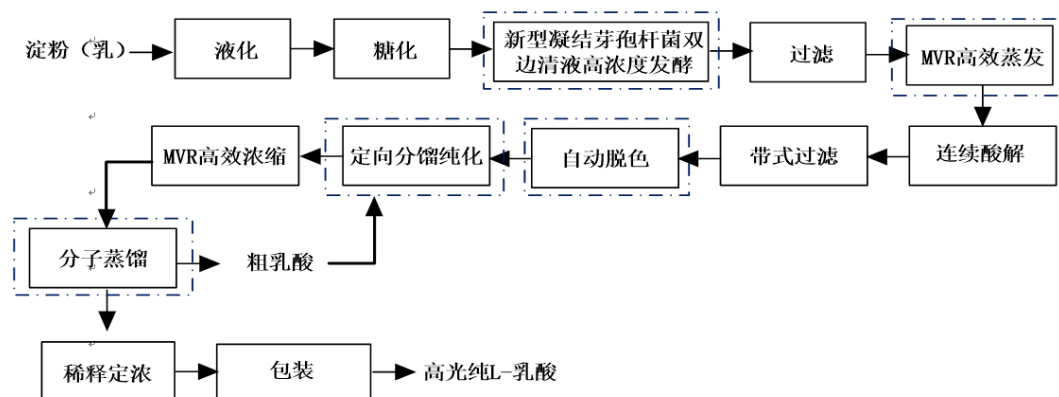 淀粉（乳）
液化
糖化
新型凝结芽孢杆菌双
边清液高浓度发酵
过滤
MVR高效蒸发
连续酸解
带式过滤
自动脱色
定向分馏纯化
MVR高效浓缩
分子蒸馏
粗乳酸
稀释定浓
包装
高光纯L-乳酸